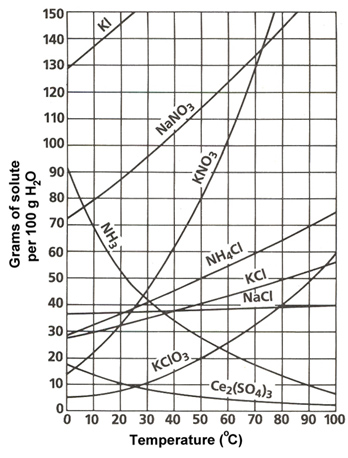 150
140
130
120
110
100
90
80
70
60
50
40
30
20
10
0
Grams of solute
per 100 g H₂O
KI
NaNO₃
KNO₃
NH₃
NH₄Cl
KCl
NaCl
KClO₃
Ce₂(SO₄)₃
0 10 20 30 40 50 60 70 80 90 100
Temperature (°C)